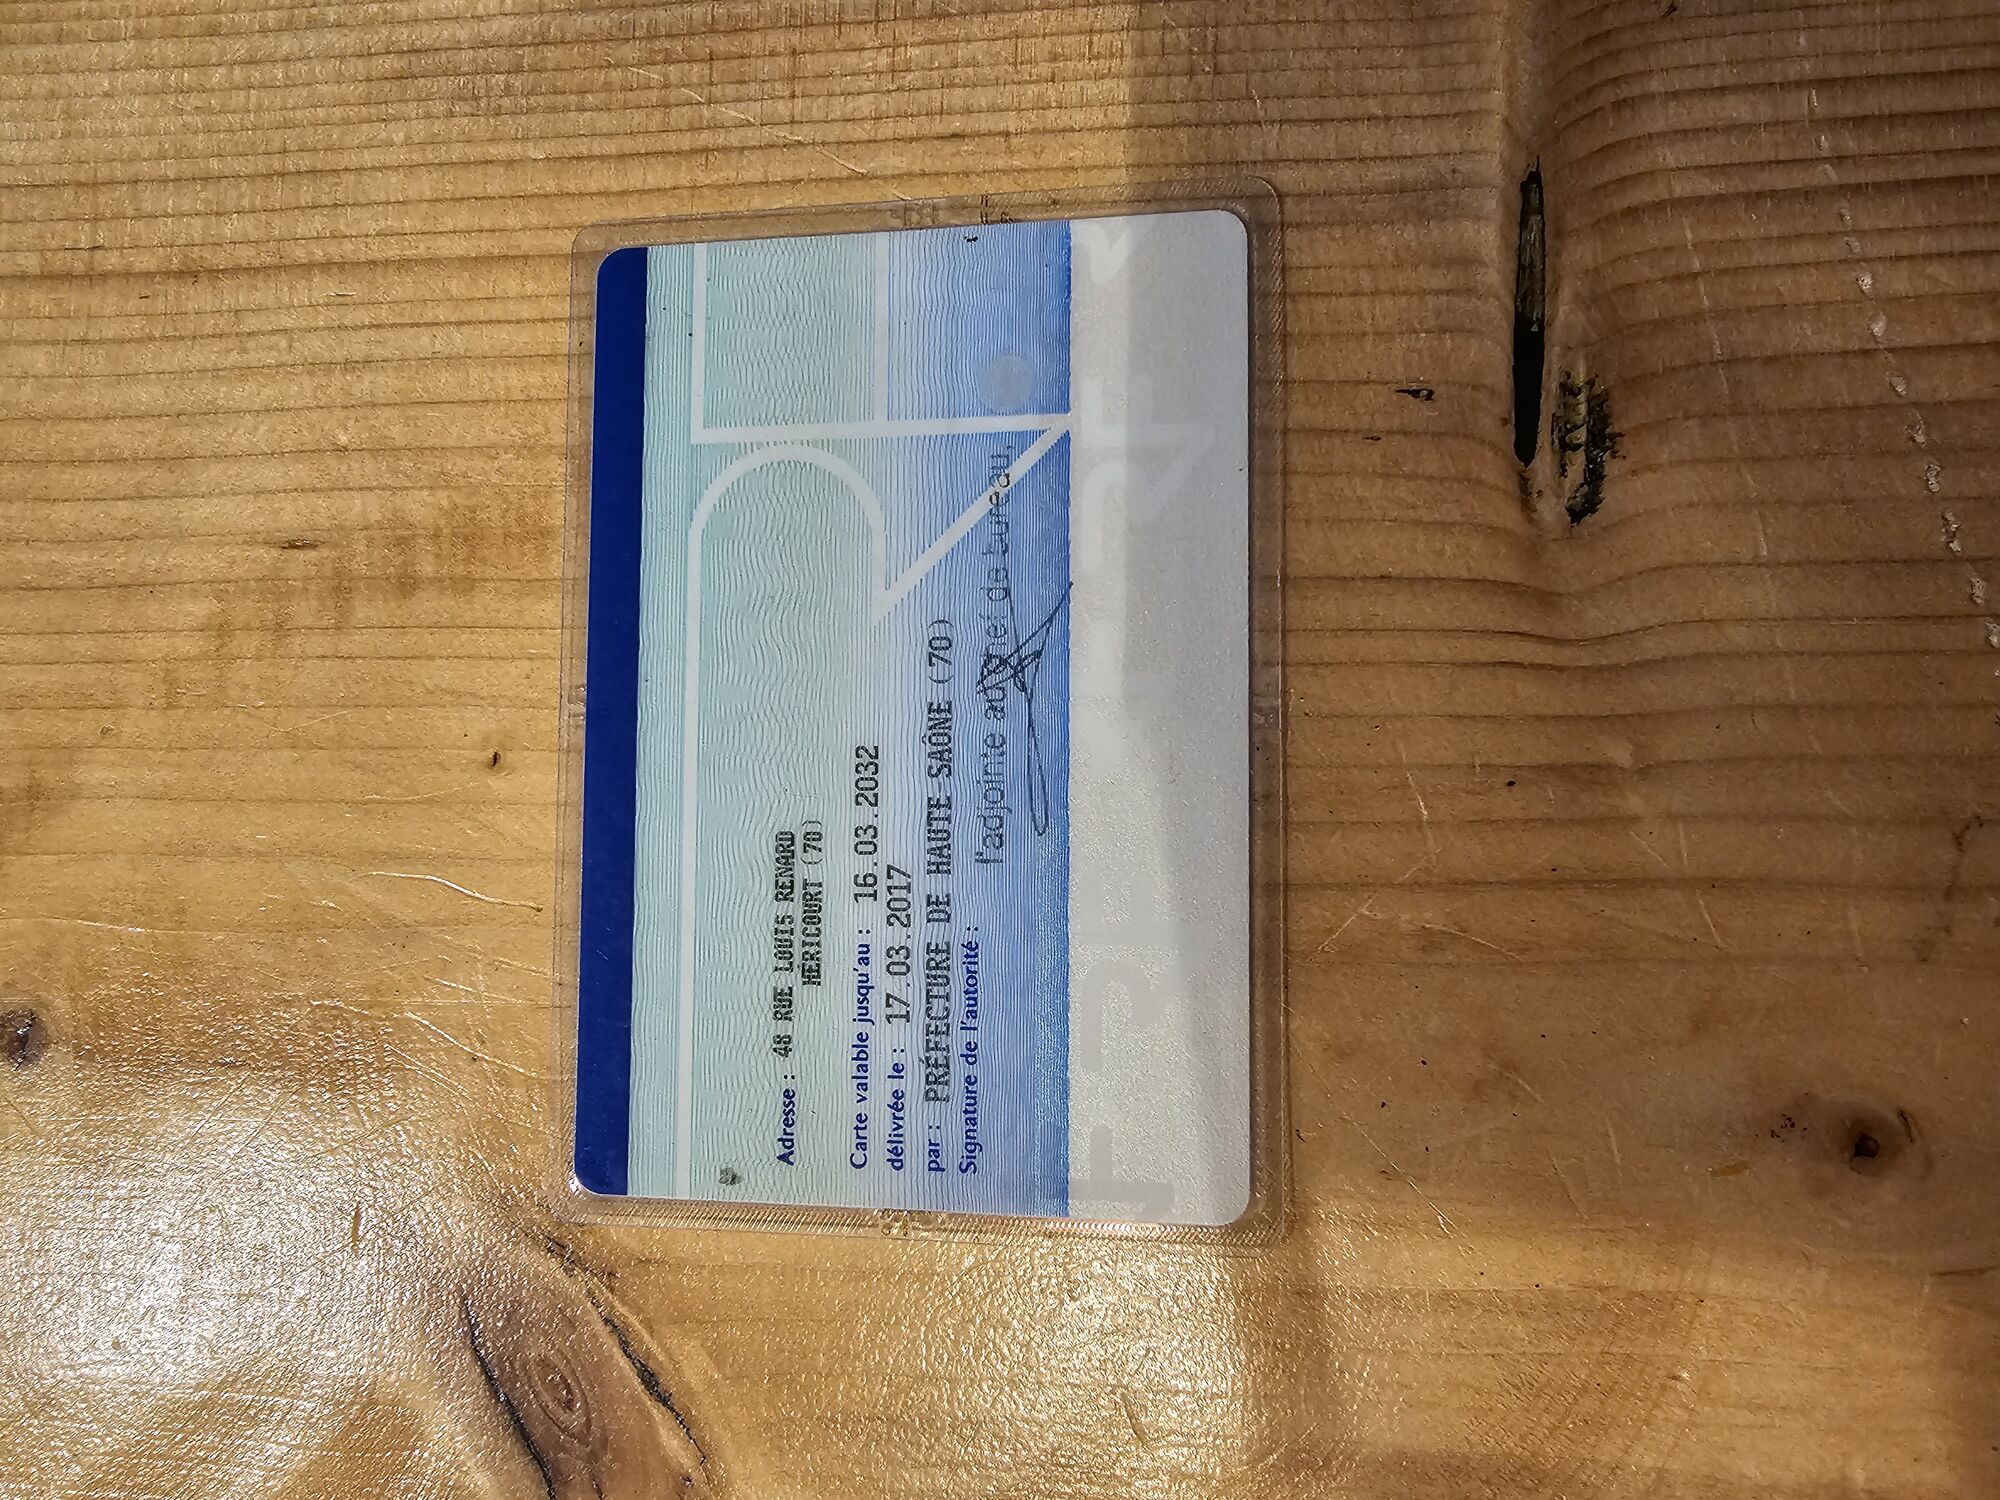 Adresse : 48 RUE LOUIS RENARD
HÉRICOURT (70)
Carte valable jusqu'au : 16.03.2032
délivrée le : 17.03.2017
par : PRÉFECTURE DE HAUTE SAÔNE (70)
Signature de l'autorité :
l'adjointe au chef de bureau,